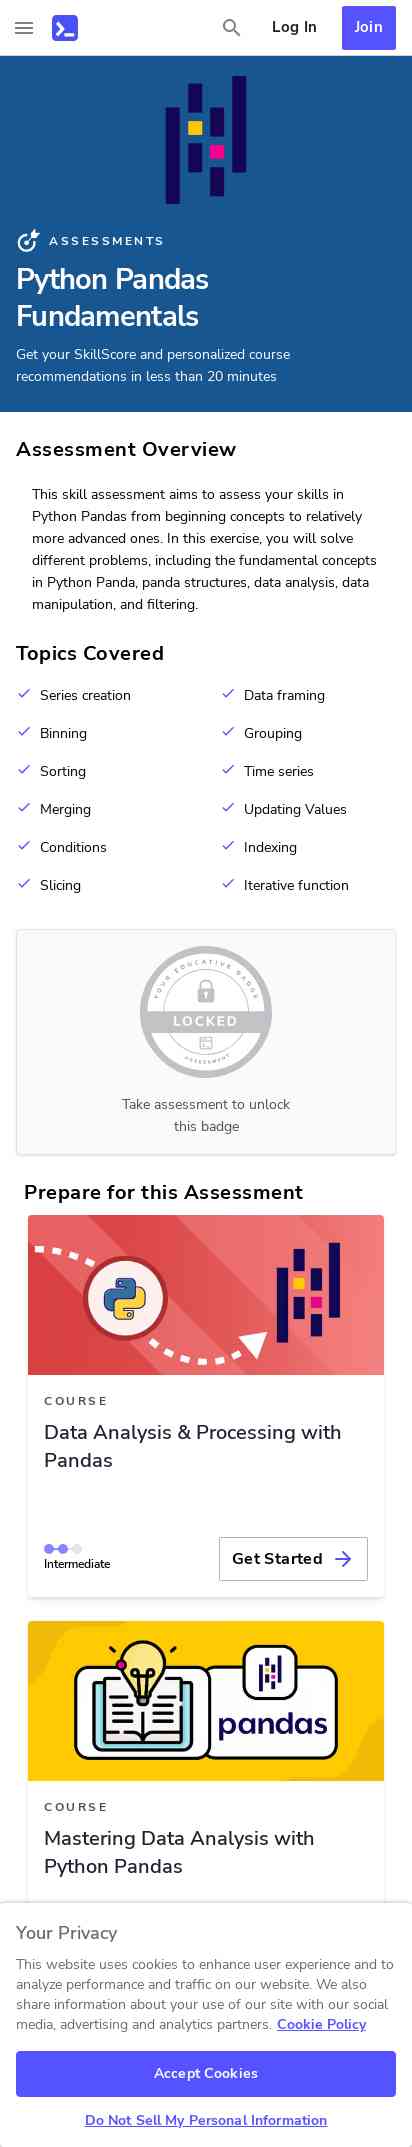 Log In
Join
ASSESSMENTS
Python Pandas
Fundamentals
Get your SkillScore and personalized course
recommendations in less than 20 minutes
Assessment Overview
This skill assessment aims to assess your skills in
Python Pandas from beginning concepts to relatively
more advanced ones. In this exercise, you will solve
different problems, including the fundamental concepts
in Python Panda, panda structures, data analysis, data
manipulation, and filtering.
Topics Covered
Series creation
Data framing
Binning
Grouping
Sorting
Time series
Merging
Updating Values
Conditions
Indexing
Slicing
Iterative function
YOUR EDUCATIVE BADGE
LOCKED
ASSESSMENT
Take assessment to unlock
this badge
Prepare for this Assessment
COURSE
Data Analysis & Processing with
Pandas
Intermediate
Get Started
pandas
COURSE
Mastering Data Analysis with
Python Pandas
Your Privacy
This website uses cookies to enhance user experience and to
analyze performance and traffic on our website. We also
share information about your use of our site with our social
media, advertising and analytics partners. Cookie Policy
Accept Cookies
Do Not Sell My Personal Information